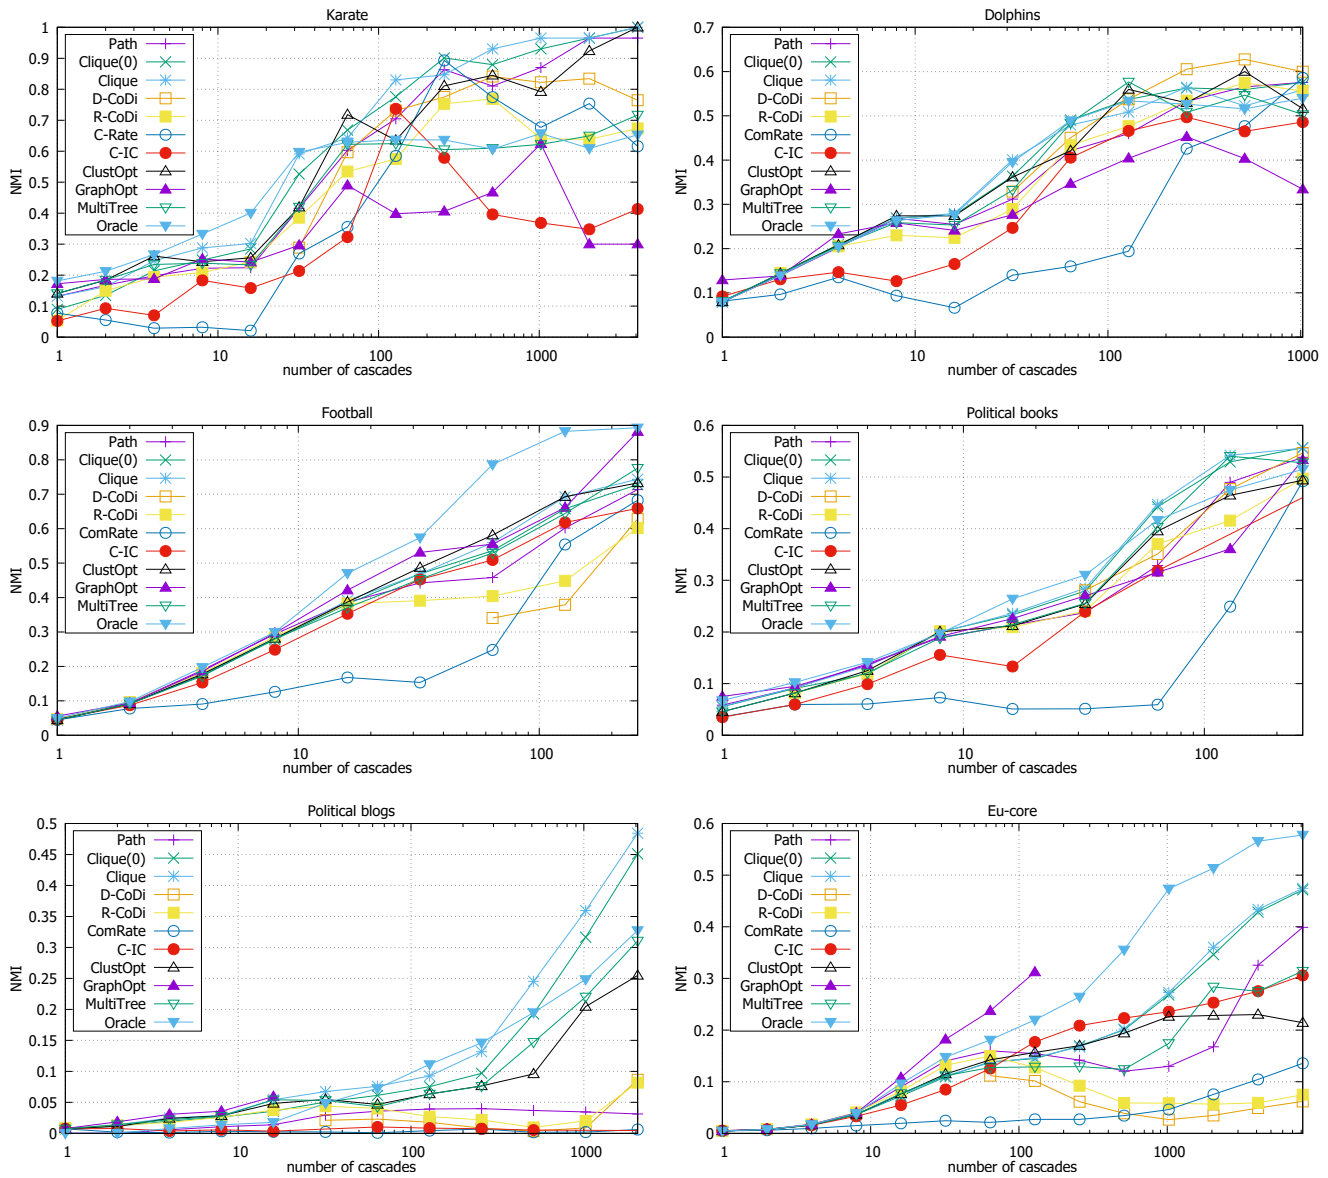 Karate
1
0.9
0.8
0.7
0.6
0.5
0.4
0.3
0.2
0.1
0
NMI
Path
Clique(0)
Clique
D-CoDi
R-CoDi
C-Rate
C-IC
ClustOpt
GraphOpt
MultiTree
Oracle
1 10 100 1000
number of cascades
Dolphins
0.7
0.6
0.5
0.4
0.3
0.2
0.1
0
NMI
Path
Clique(0)
Clique
D-CoDi
R-CoDi
ComRate
C-IC
ClustOpt
GraphOpt
MultiTree
Oracle
1 10 100 1000
number of cascades
Football
0.9
0.8
0.7
0.6
0.5
0.4
0.3
0.2
0.1
0
NMI
Path
Clique(0)
Clique
D-CoDi
R-CoDi
ComRate
C-IC
ClustOpt
GraphOpt
MultiTree
Oracle
1 10 100
number of cascades
Political books
0.6
0.5
0.4
0.3
0.2
0.1
0
NMI
Path
Clique(0)
Clique
D-CoDi
R-CoDi
ComRate
C-IC
ClustOpt
GraphOpt
MultiTree
Oracle
1 10 100
number of cascades
Political blogs
0.5
0.45
0.4
0.35
0.3
0.25
0.2
0.15
0.1
0.05
0
NMI
Path
Clique(0)
Clique
D-CoDi
R-CoDi
ComRate
C-IC
ClustOpt
GraphOpt
MultiTree
Oracle
1 10 100 1000
number of cascades
Eu-core
0.6
0.5
0.4
0.3
0.2
0.1
0
NMI
Path
Clique(0)
Clique
D-CoDi
R-CoDi
ComRate
C-IC
ClustOpt
GraphOpt
MultiTree
Oracle
1 10 100 1000
number of cascades